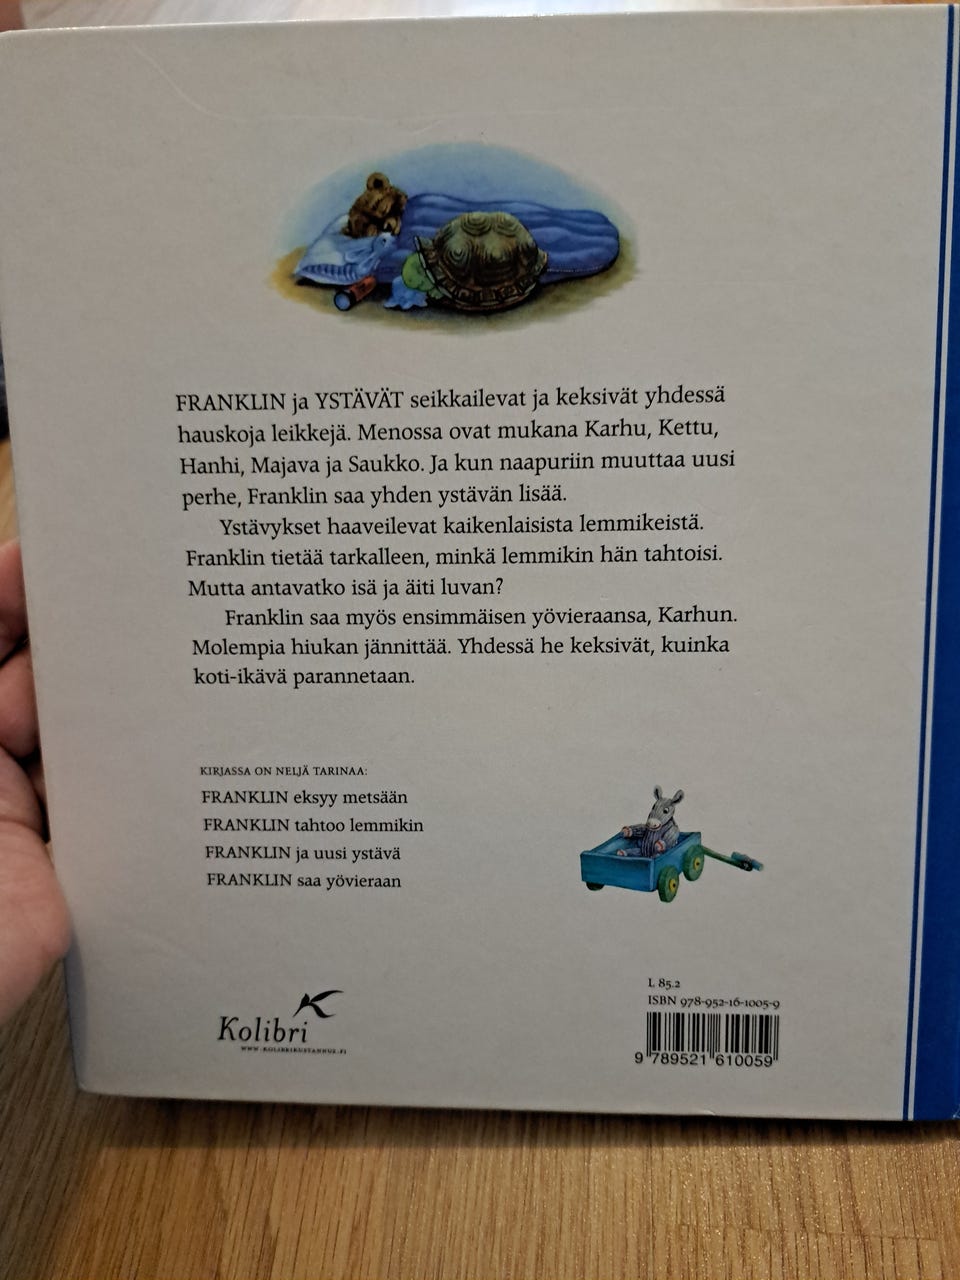 FRANKLIN ja YSTÄVÄT seikkailevat ja keksivät yhdessä
hauskoja leikkejä. Menossa ovat mukana Karhu, Kettu,
Hanhi, Majava ja Saukko. Ja kun naapuriin muuttaa uusi
perhe, Franklin saa yhden ystävän lisää.
Ystävykset haaveilevat kaikenlaisista lemmikeistä.
Franklin tietää tarkalleen, minkä lemmikin hän tahtoisi.
Mutta antavatko isä ja äiti luvan?
Franklin saa myös ensimmäisen yövieraansa, Karhun.
Molempia hiukan jännittää. Yhdessä he keksivät, kuinka
koti-ikävä parannetaan.
KIRJASSA ON NELJÄ TARINAA:
FRANKLIN eksyy metsään
FRANKLIN tahtoo lemmikin
FRANKLIN ja uusi ystävä
FRANKLIN saa yövieraan
Kolibri
WWW.KOLIBRIKUSTANNUS.FI
L 85.2
ISBN 978-952-16-1005-9
9 789521 610059